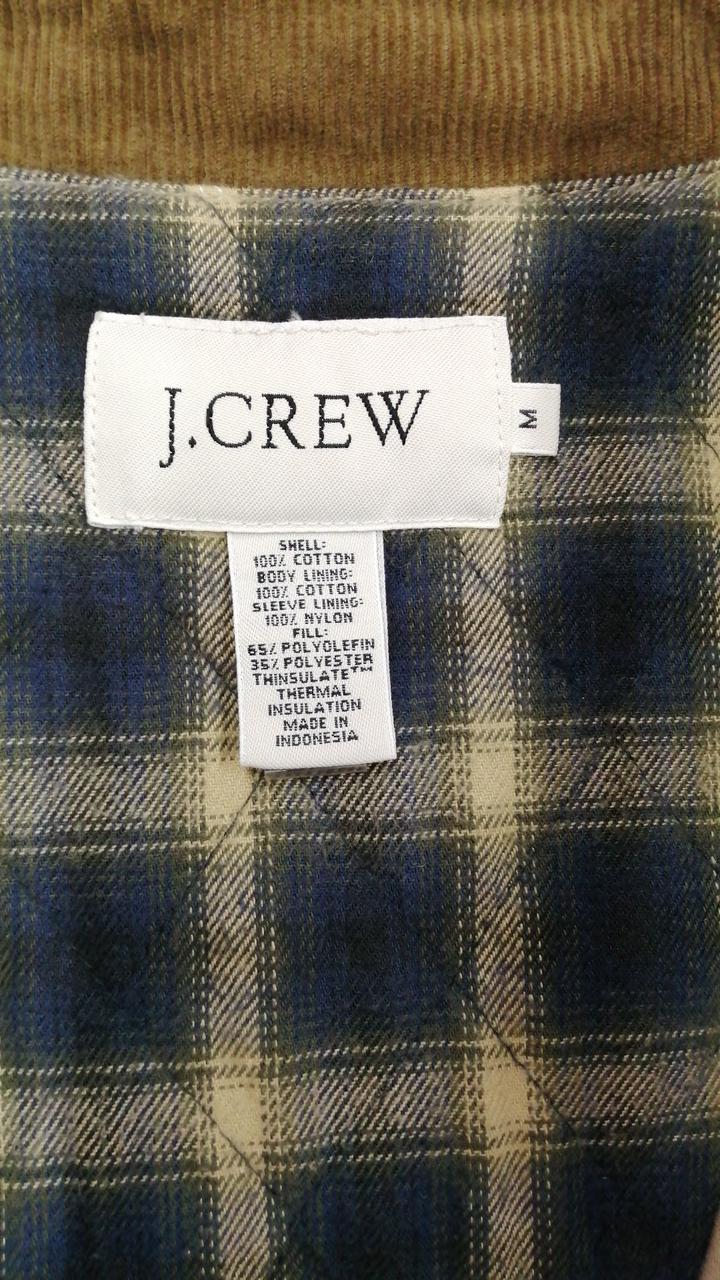 J.CREW
M
SHELL:
100% COTTON
BODY LINING:
100% COTTON
SLEEVE LINING:
100% NYLON
FILL:
65% POLYOLEFIN
35% POLYESTER
THINSULATE™
THERMAL
INSULATION
MADE IN
INDONESIA